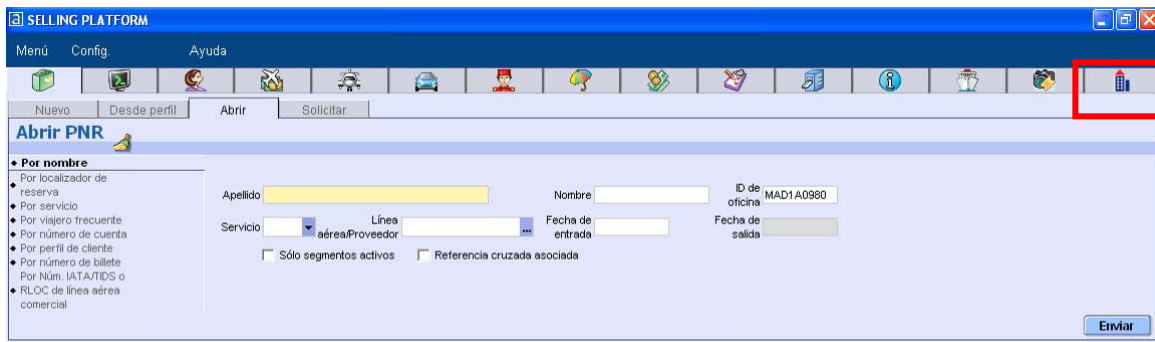 a SELLING PLATFORM
Menú Config. Ayuda
Nuevo Desde perfil Abrir Solicitar
Abrir PNR
Por nombre
Por localizador de
reserva
Por servicio
Por viajero frecuente
Por número de cuenta
Por perfil de cliente
Por número de billete
Por Núm. IATA/TIDS o
RLOC de línea aérea
comercial
Apellido Nombre ID de
oficina MAD1A0980
Servicio Línea
aérea/Proveedor ... Fecha de
entrada Fecha de
salida
Sólo segmentos activos Referencia cruzada asociada
Enviar